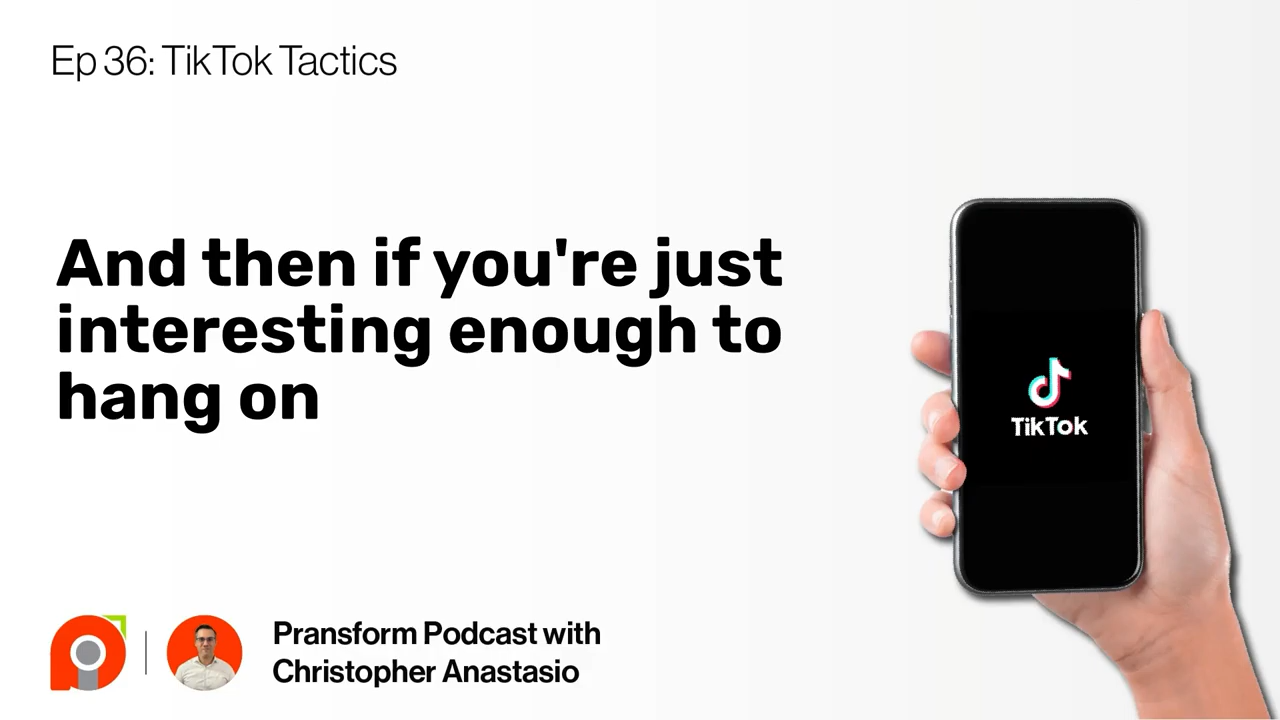 Ep 36: TikTok Tactics
And then if you're just
interesting enough to
hang on
TikTok
Pransform Podcast with
Christopher Anastasio